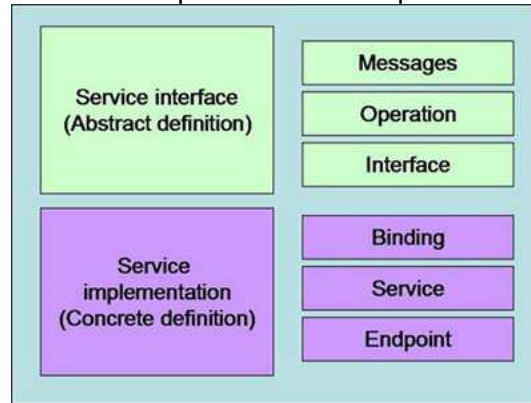 Service interface
(Abstract definition)
Messages
Operation
Interface
Service
implementation
(Concrete definition)
Binding
Service
Endpoint